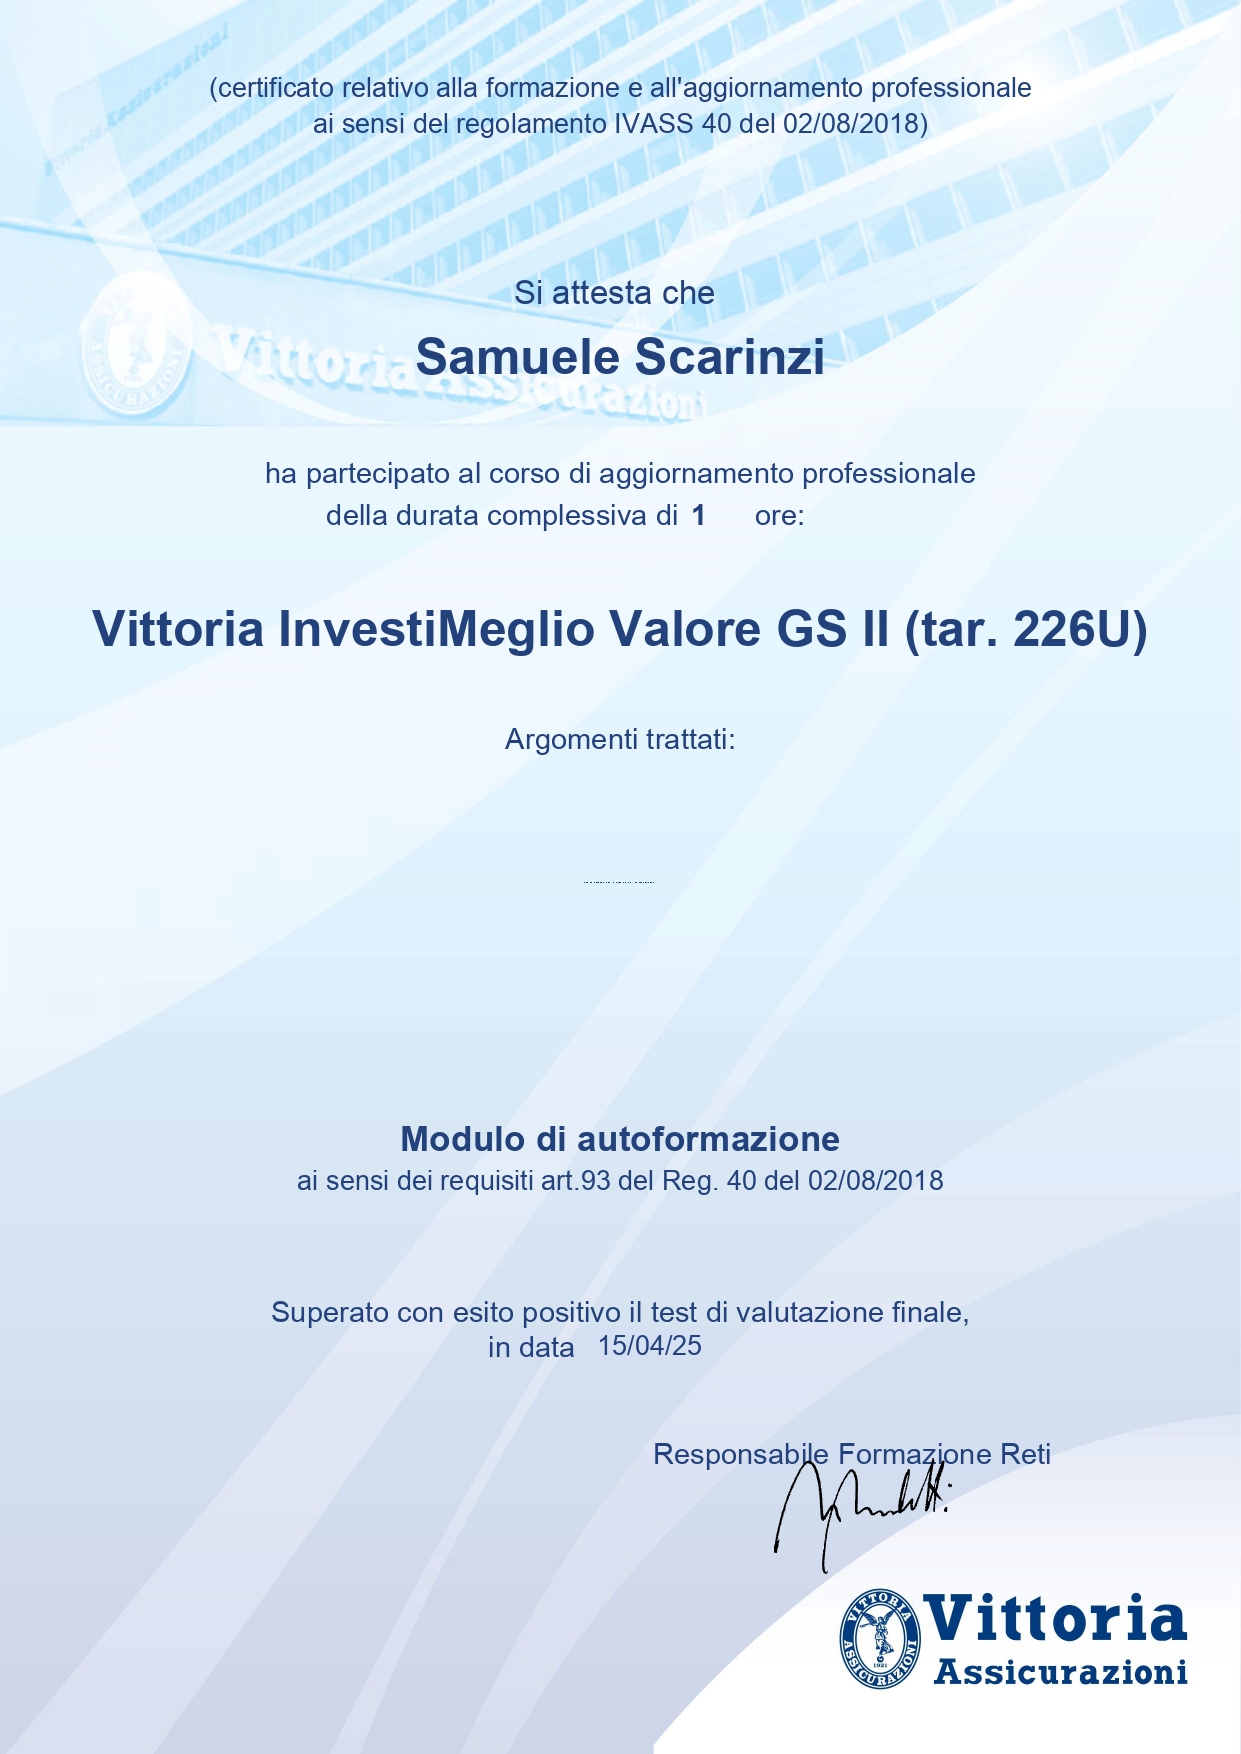 (certificato relativo alla formazione e all'aggiornamento professionale
ai sensi del regolamento IVASS 40 del 02/08/2018)
Si attesta che
Vittoria Assicurazioni
Samuele Scarinzi
ha partecipato al corso di aggiornamento professionale
della durata complessiva di 1 ore:
Vittoria InvestiMeglio Valore GS II (tar. 226U)
Argomenti trattati:
Modulo di autoformazione
ai sensi dei requisiti art.93 del Reg. 40 del 02/08/2018
Superato con esito positivo il test di valutazione finale,
in data 15/04/25
Responsabile Formazione Reti
VITTORIA
ASSICURAZIONI
1921
Vittoria
Assicurazioni